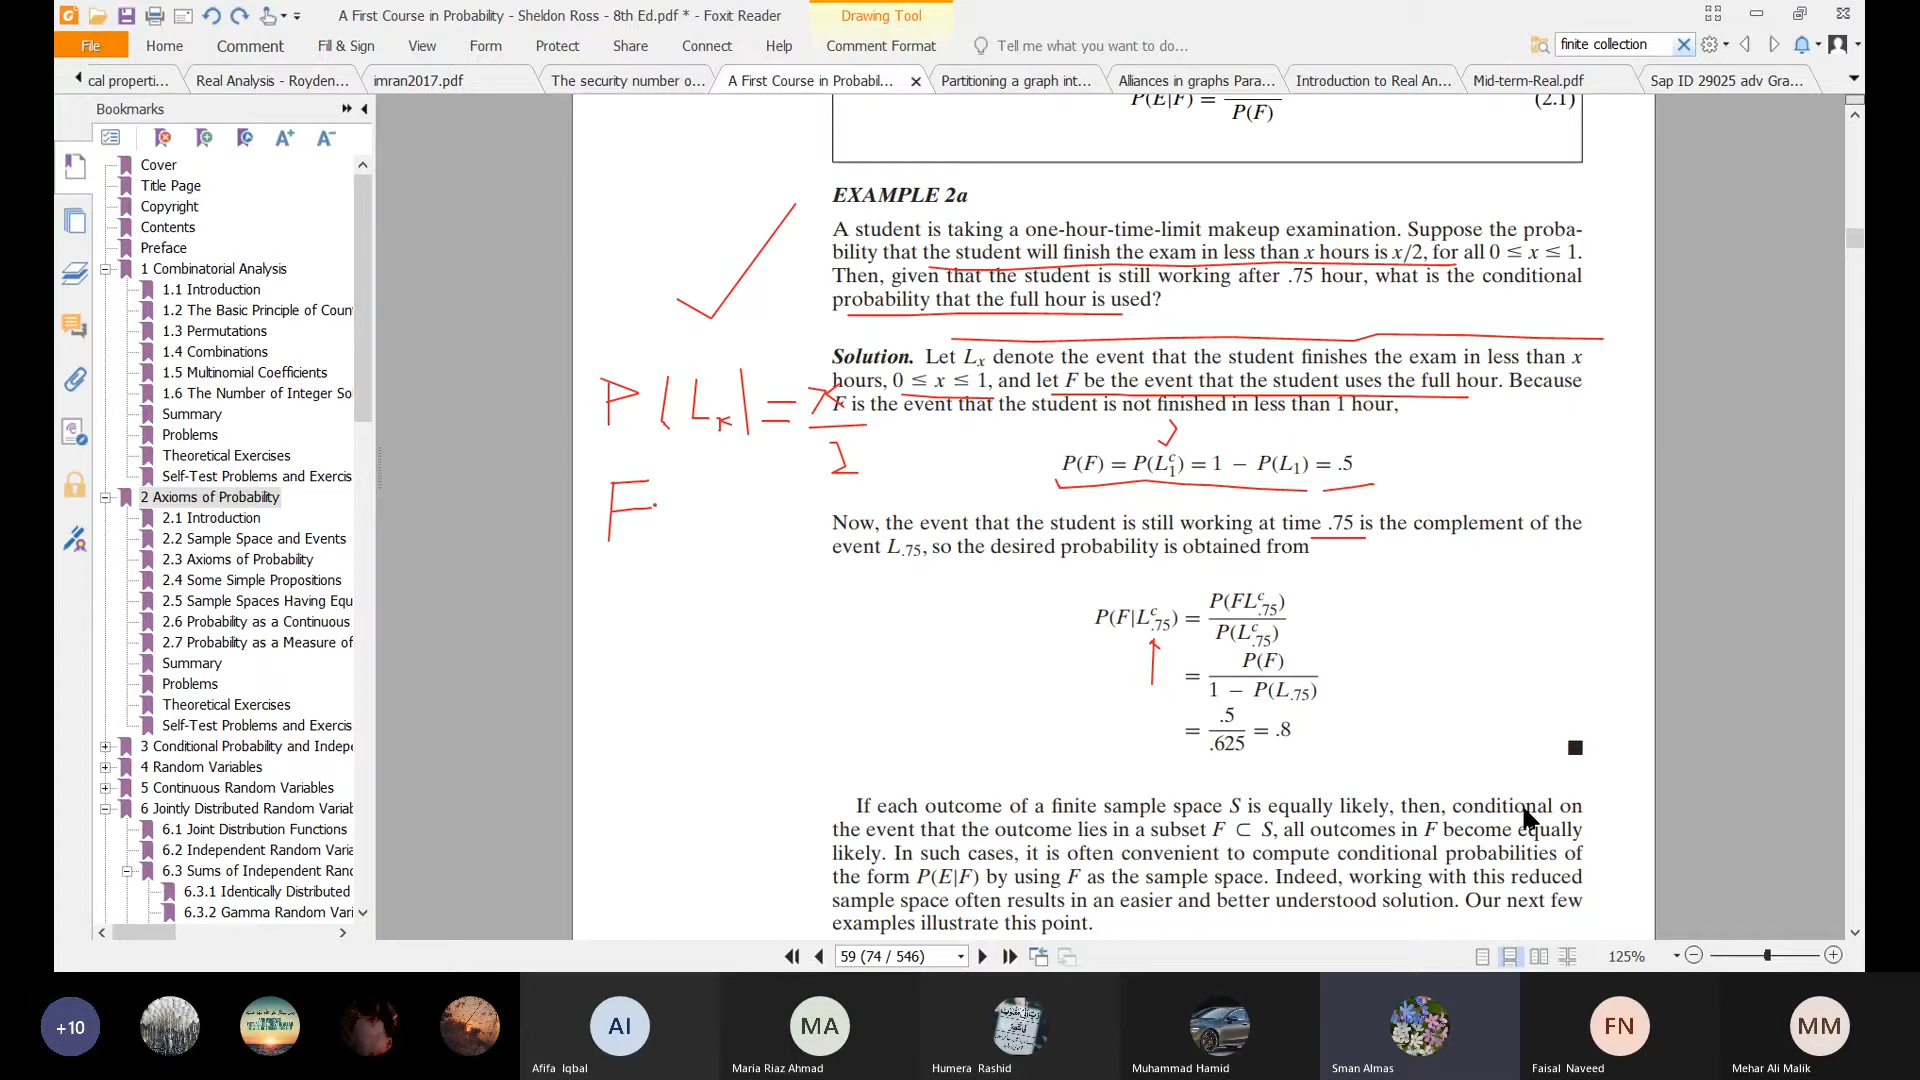 A First Course in Probability - Sheldon Ross - 8th Ed.pdf * - Foxit Reader
Drawing Tool
File Home Comment Fill & Sign View Form Protect Share Connect Help Comment Format Tell me what you want to do... finite collection
cal properti... Real Analysis - Royden... imran2017.pdf The security number o... A First Course in Probabil... Partitioning a graph int... Alliances in graphs Para... Introduction to Real An... Mid-term-Real.pdf Sap ID 29025 adv Gra...
Bookmarks
Cover
Title Page
Copyright
Contents
Preface
1 Combinatorial Analysis
1.1 Introduction
1.2 The Basic Principle of Coun
1.3 Permutations
1.4 Combinations
1.5 Multinomial Coefficients
1.6 The Number of Integer So
Summary
Problems
Theoretical Exercises
Self-Test Problems and Exercis
2 Axioms of Probability
2.1 Introduction
2.2 Sample Space and Events
2.3 Axioms of Probability
2.4 Some Simple Propositions
2.5 Sample Spaces Having Equ
2.6 Probability as a Continuous
2.7 Probability as a Measure of
Summary
Problems
Theoretical Exercises
Self-Test Problems and Exercis
3 Conditional Probability and Indepe
4 Random Variables
5 Continuous Random Variables
6 Jointly Distributed Random Variab
6.1 Joint Distribution Functions
6.2 Independent Random Varia
6.3 Sums of Independent Rand
6.3.1 Identically Distributed
6.3.2 Gamma Random Vari
P(E|F) = / P(F) (2.1)
EXAMPLE 2a
A student is taking a one-hour-time-limit makeup examination. Suppose the proba-
bility that the student will finish the exam in less than x hours is x/2, for all 0 ≤ x ≤ 1.
Then, given that the student is still working after .75 hour, what is the conditional
probability that the full hour is used?
Solution. Let Lx denote the event that the student finishes the exam in less than x
hours, 0 ≤ x ≤ 1, and let F be the event that the student uses the full hour. Because
F is the event that the student is not finished in less than 1 hour,
P(Lx) = x/2
P(F) = P(L₁ᶜ) = 1 − P(L₁) = .5
F
Now, the event that the student is still working at time .75 is the complement of the
event L.75, so the desired probability is obtained from
P(F|Lᶜ.75) = P(FLᶜ.75) / P(Lᶜ.75)
= P(F) / 1 − P(L.75)
= .5 / .625 = .8
If each outcome of a finite sample space S is equally likely, then, conditional on
the event that the outcome lies in a subset F ⊂ S, all outcomes in F become equally
likely. In such cases, it is often convenient to compute conditional probabilities of
the form P(E|F) by using F as the sample space. Indeed, working with this reduced
sample space often results in an easier and better understood solution. Our next few
examples illustrate this point.
59 (74 / 546) 125%
+10 AI MA FN MM
Afifa Iqbal Maria Riaz Ahmad Humera Rashid Muhammad Hamid Sman Almas Faisal Naveed Mehar Ali Malik